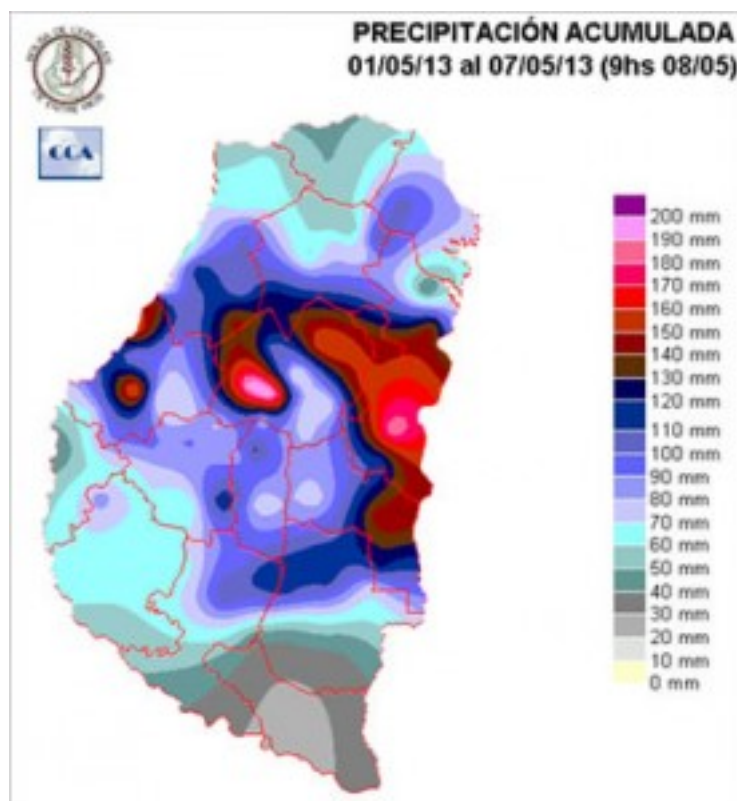 PRECIPITACIÓN ACUMULADA
01/05/13 al 07/05/13 (9hs 08/05)
CCA
200 mm
190 mm
180 mm
170 mm
160 mm
150 mm
140 mm
130 mm
120 mm
110 mm
100 mm
90 mm
80 mm
70 mm
60 mm
50 mm
40 mm
30 mm
20 mm
10 mm
0 mm